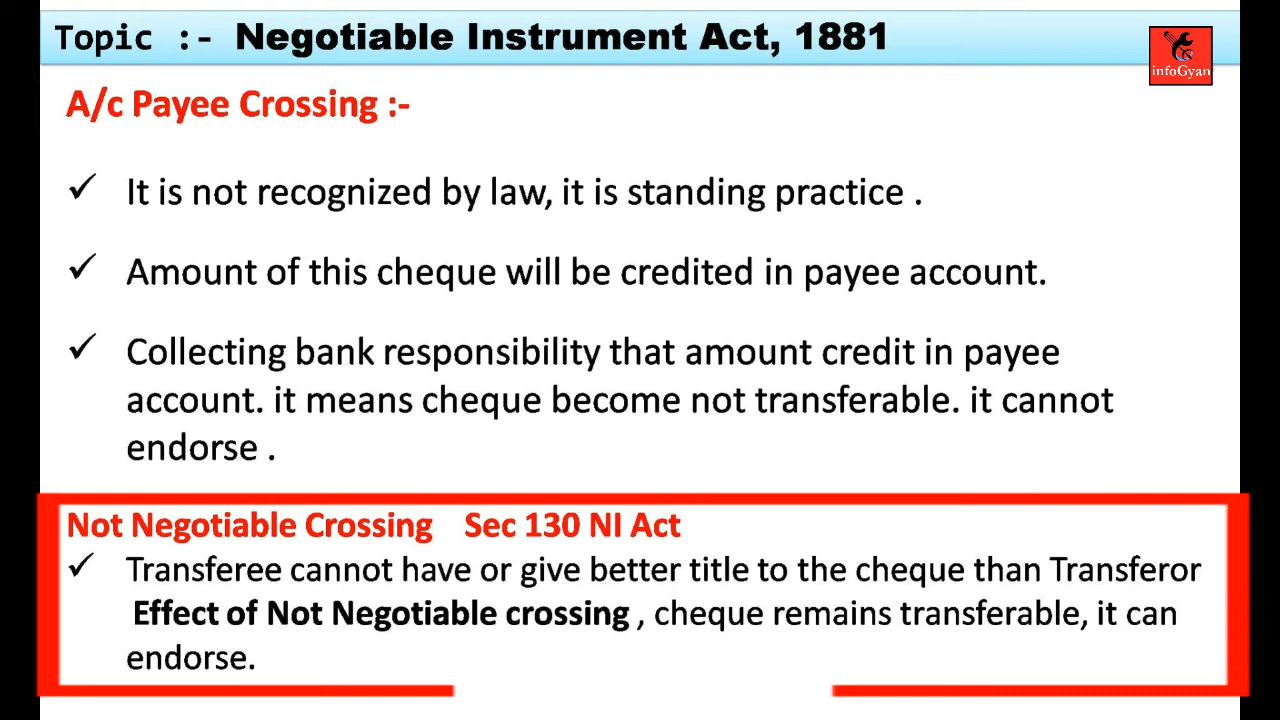 Topic :- Negotiable Instrument Act, 1881
infoGyan
A/c Payee Crossing :-
✓ It is not recognized by law, it is standing practice .
✓ Amount of this cheque will be credited in payee account.
✓ Collecting bank responsibility that amount credit in payee
account. it means cheque become not transferable. it cannot
endorse .
Not Negotiable Crossing Sec 130 NI Act
✓ Transferee cannot have or give better title to the cheque than Transferor
Effect of Not Negotiable crossing , cheque remains transferable, it can
endorse.